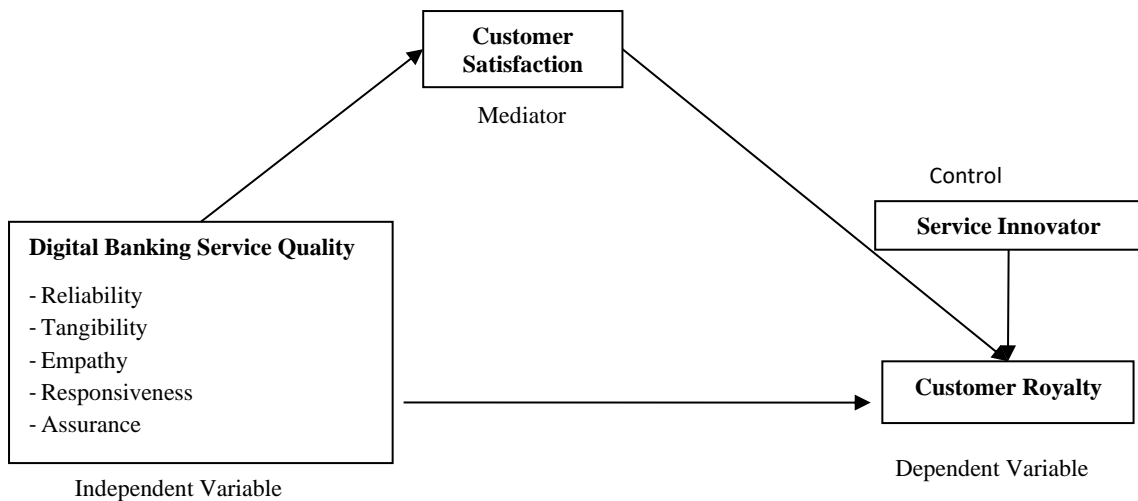 Customer
Satisfaction
Mediator
Control
Service Innovator
Digital Banking Service Quality
- Reliability
- Tangibility
- Empathy
- Responsiveness
- Assurance
Customer Royalty
Dependent Variable
Independent Variable